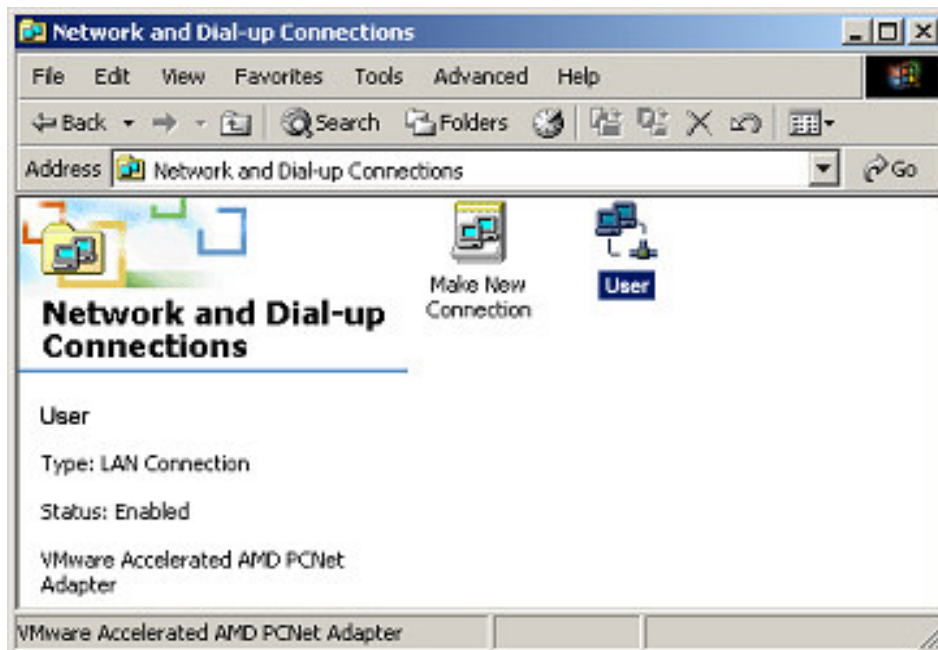 Network and Dial-up Connections
File Edit View Favorites Tools Advanced Help
Back Search Folders
Address Network and Dial-up Connections Go
Make New
Connection
User
Network and Dial-up
Connections
User
Type: LAN Connection
Status: Enabled
VMware Accelerated AMD PCNet
Adapter
VMware Accelerated AMD PCNet Adapter